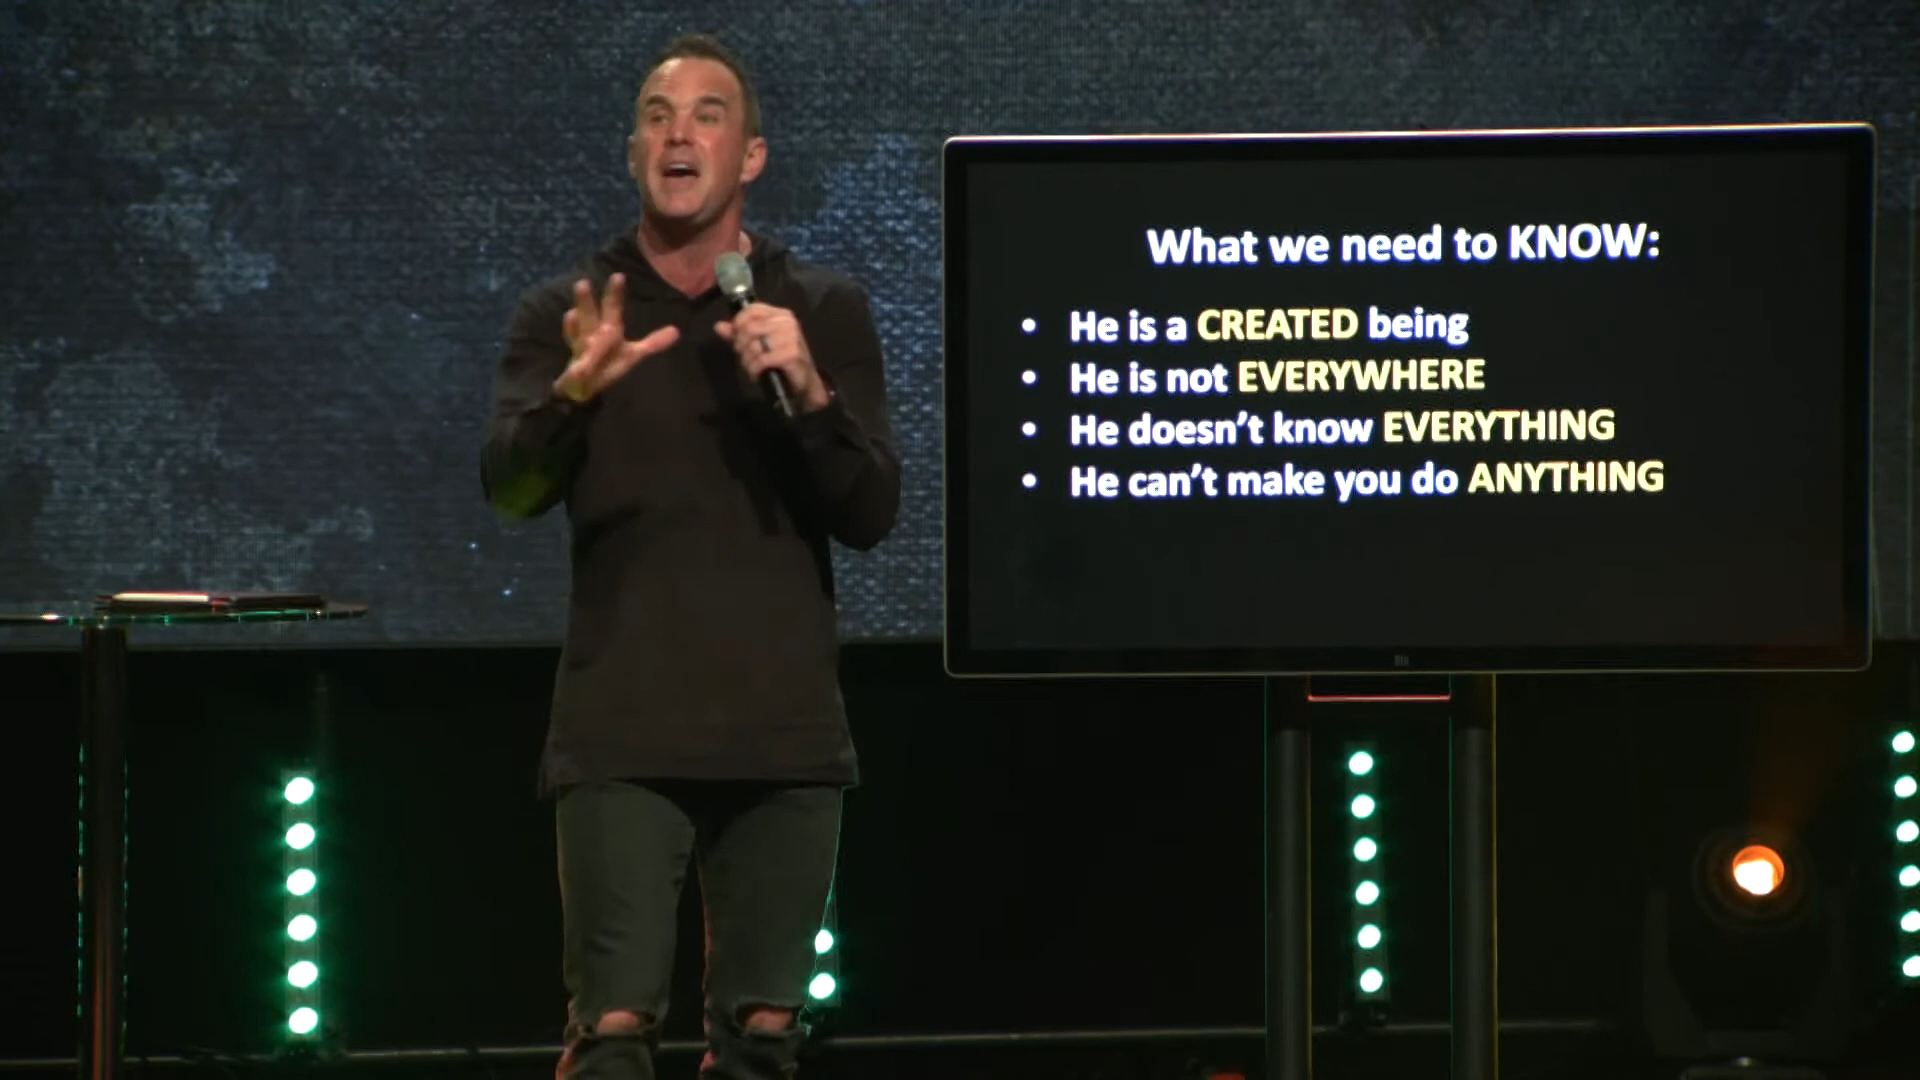 What we need to KNOW:
• He is a CREATED being
• He is not EVERYWHERE
• He doesn’t know EVERYTHING
• He can’t make you do ANYTHING